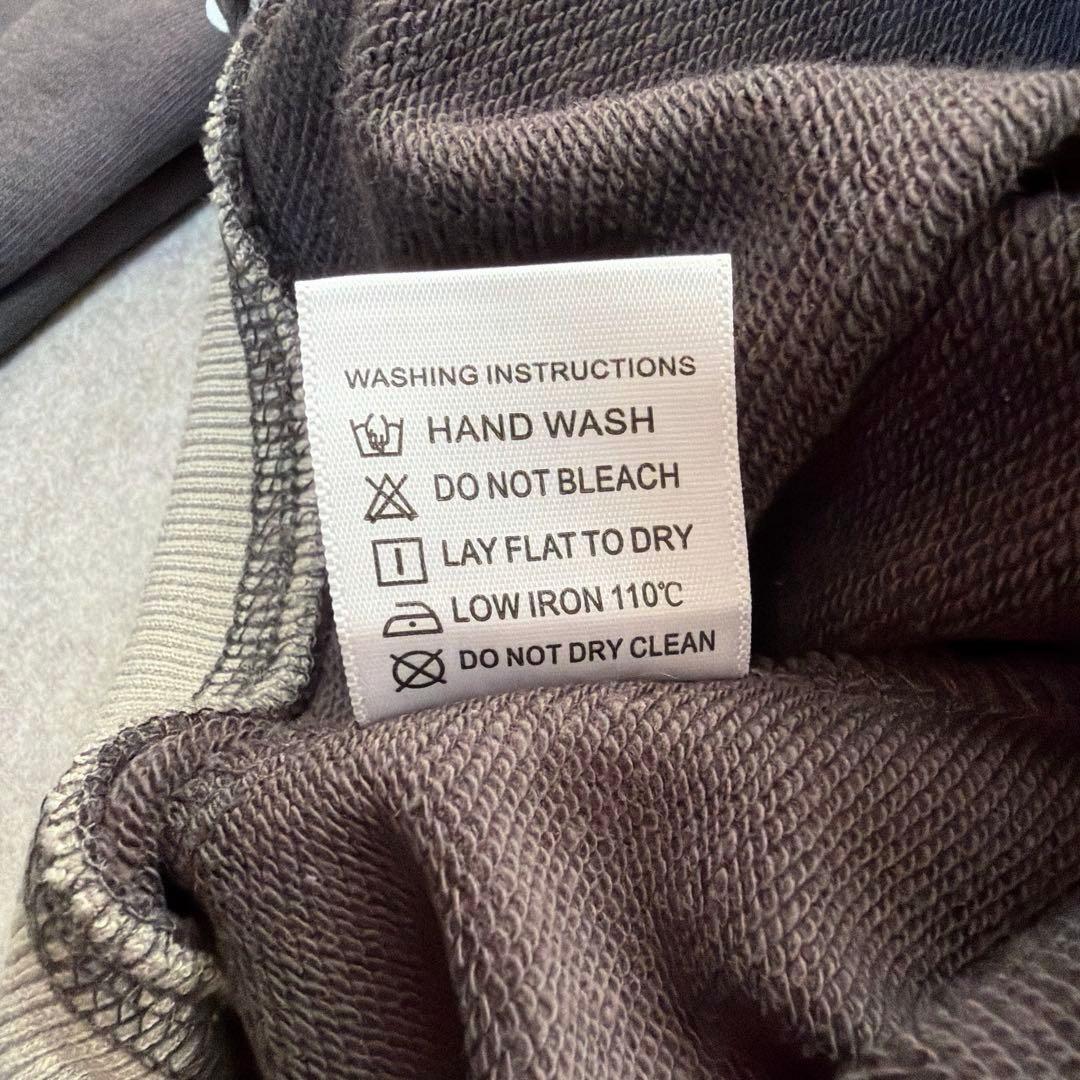 WASHING INSTRUCTIONS
HAND WASH
DO NOT BLEACH
LAY FLAT TO DRY
LOW IRON 110℃
DO NOT DRY CLEAN